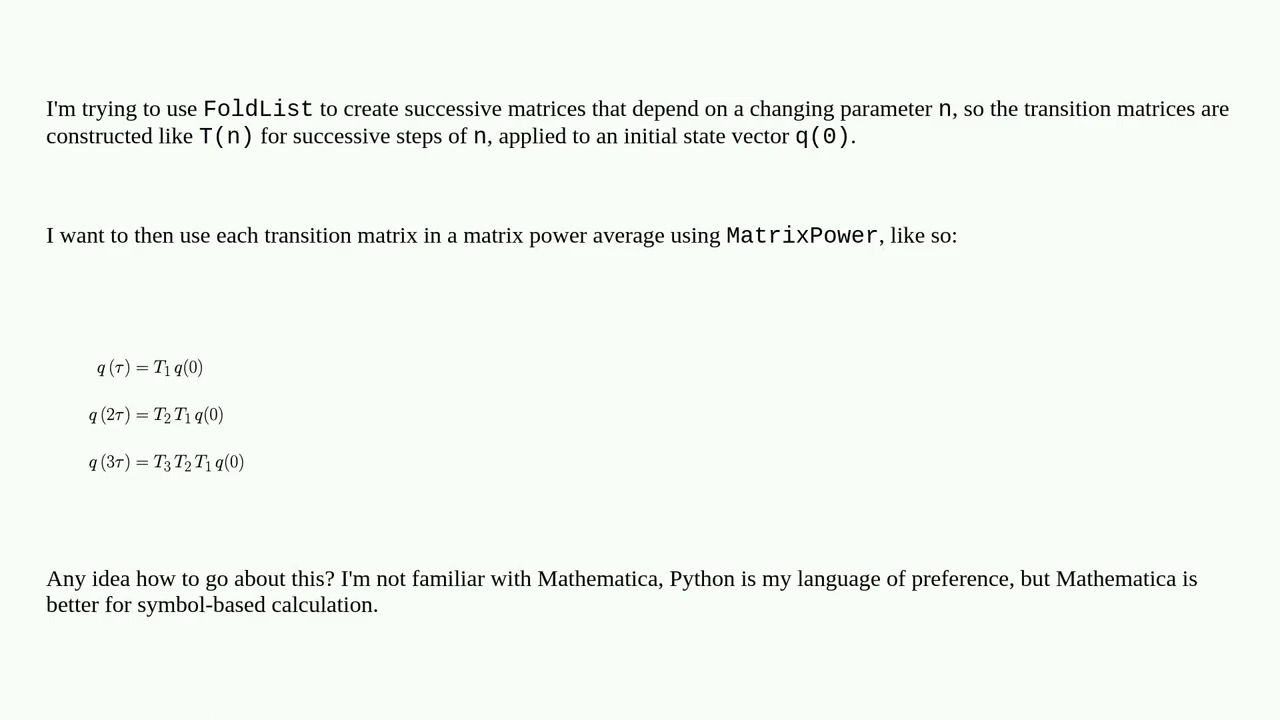 I'm trying to use FoldList to create successive matrices that depend on a changing parameter n, so the transition matrices are
constructed like T(n) for successive steps of n, applied to an initial state vector q(0).
I want to then use each transition matrix in a matrix power average using MatrixPower, like so:
q (τ) = T₁ q(0)
q (2τ) = T₂ T₁ q(0)
q (3τ) = T₃ T₂ T₁ q(0)
Any idea how to go about this? I'm not familiar with Mathematica, Python is my language of preference, but Mathematica is
better for symbol-based calculation.